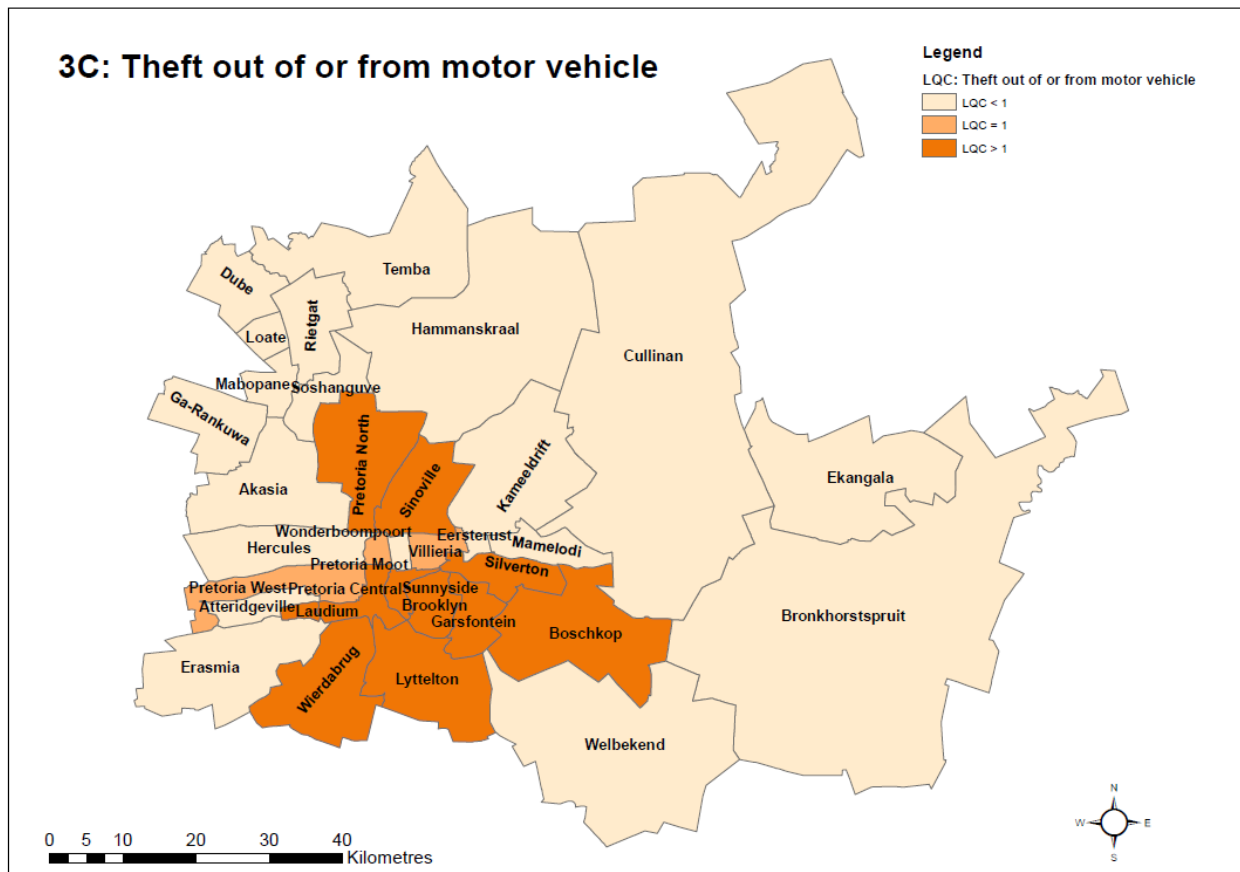 3C: Theft out of or from motor vehicle
Legend
LQC: Theft out of or from motor vehicle
LQC < 1
LQC = 1
LQC > 1
Temba
Dube
Rietgat
Loate
Hammanskraal
Cullinan
Mabopane
Soshanguve
Ga-Rankuwa
Pretoria North
Sinoville
Kameeldrift
Ekangala
Akasia
Wonderboompoort
Eersterust
Hercules
Villieria
Mamelodi
Pretoria Moot
Silverton
Pretoria West
Pretoria Central
Sunnyside
Atteridgeville
Laudium
Brooklyn
Garsfontein
Boschkop
Bronkhorstspruit
Erasmia
Wierdabrug
Lyttelton
Welbekend
N
W
E
S
0 5 10 20 30 40
Kilometres